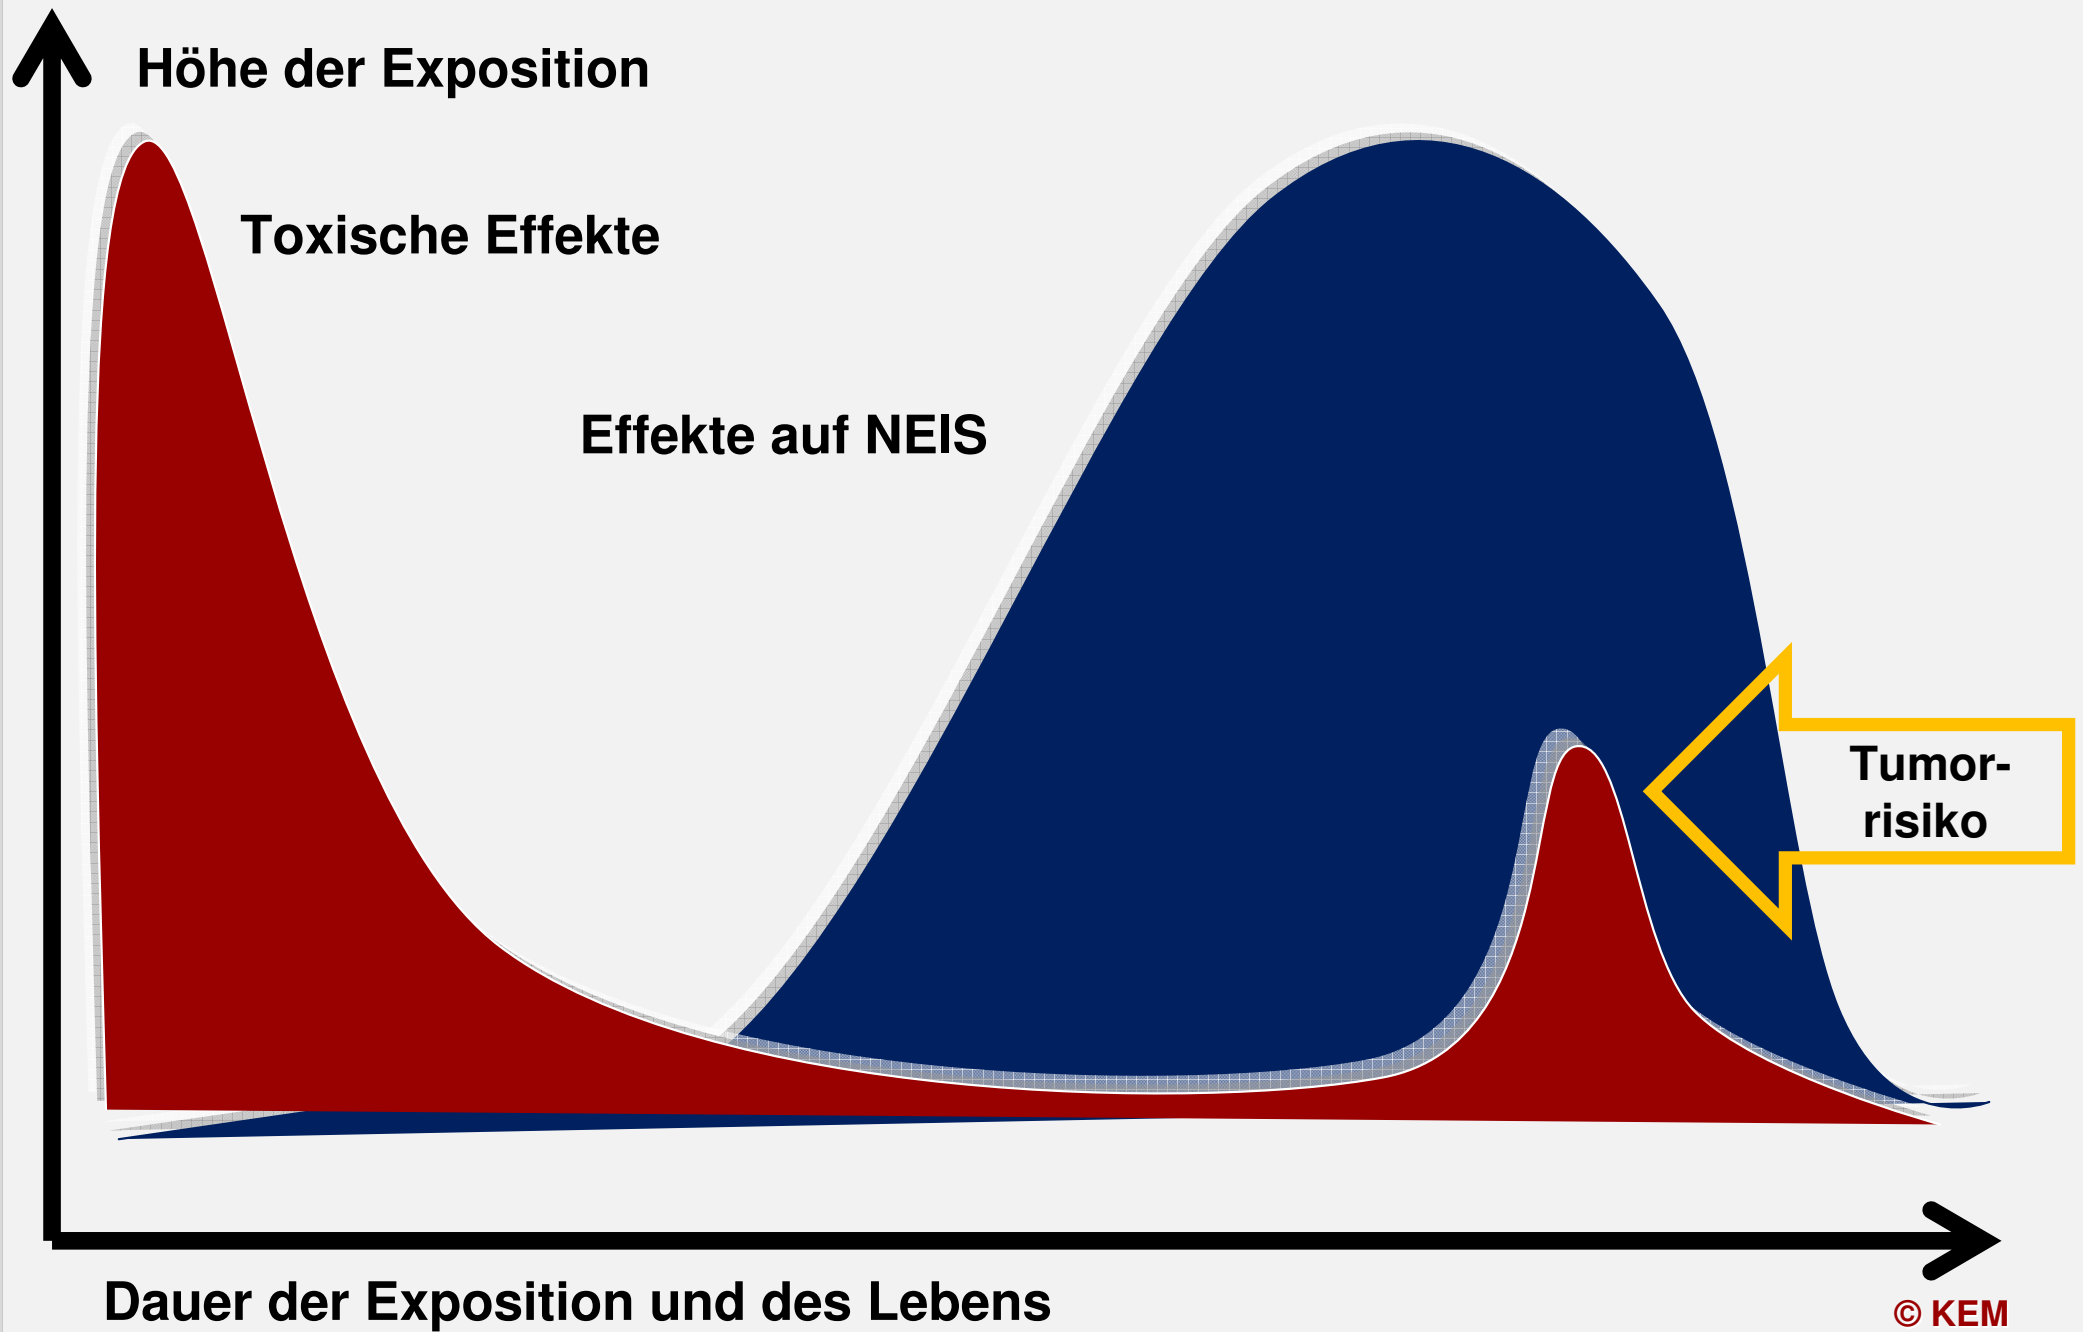 Höhe der Exposition
Toxische Effekte
Effekte auf NEIS
Tumor-
risiko
Dauer der Exposition und des Lebens
© KEM